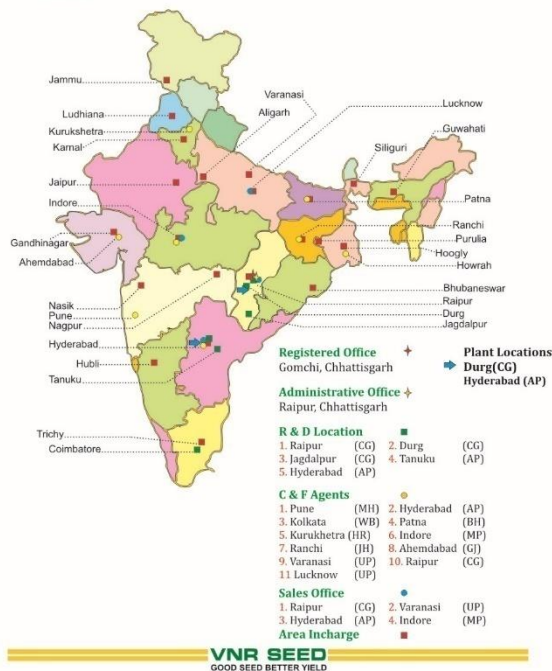 Jammu
Ludhiana
Kurukshetra
Karnal
Jaipur
Indore
Gandhinagar
Ahemdabad
Nasik
Pune
Nagpur
Hyderabad
Hubli
Tanuku
Trichy
Coimbatore
Varanasi
Aligarh
Lucknow
Guwahati
Siliguri
Patna
Ranchi
Purulia
Hoogly
Howrah
Bhubaneswar
Raipur
Durg
Jagdalpur
Registered Office
Gomchi, Chhattisgarh
Plant Locations
Durg(CG)
Hyderabad (AP)
Administrative Office
Raipur, Chhattisgarh
R & D Location
1. Raipur (CG) 2. Durg (CG)
3. Jagdalpur (CG) 4. Tanuku (AP)
5. Hyderabad (AP)
C & F Agents
1. Pune (MH) 2. Hyderabad (AP)
3. Kolkata (WB) 4. Patna (BH)
5. Kurukhetra (HR) 6. Indore (MP)
7. Ranchi (JH) 8. Ahemdabad (GJ)
9. Varanasi (UP) 10. Raipur (CG)
11 Lucknow (UP)
Sales Office
1. Raipur (CG) 2. Varanasi (UP)
3. Hyderabad (AP) 4. Indore (MP)
Area Incharge
VNR SEED
GOOD SEED BETTER YIELD